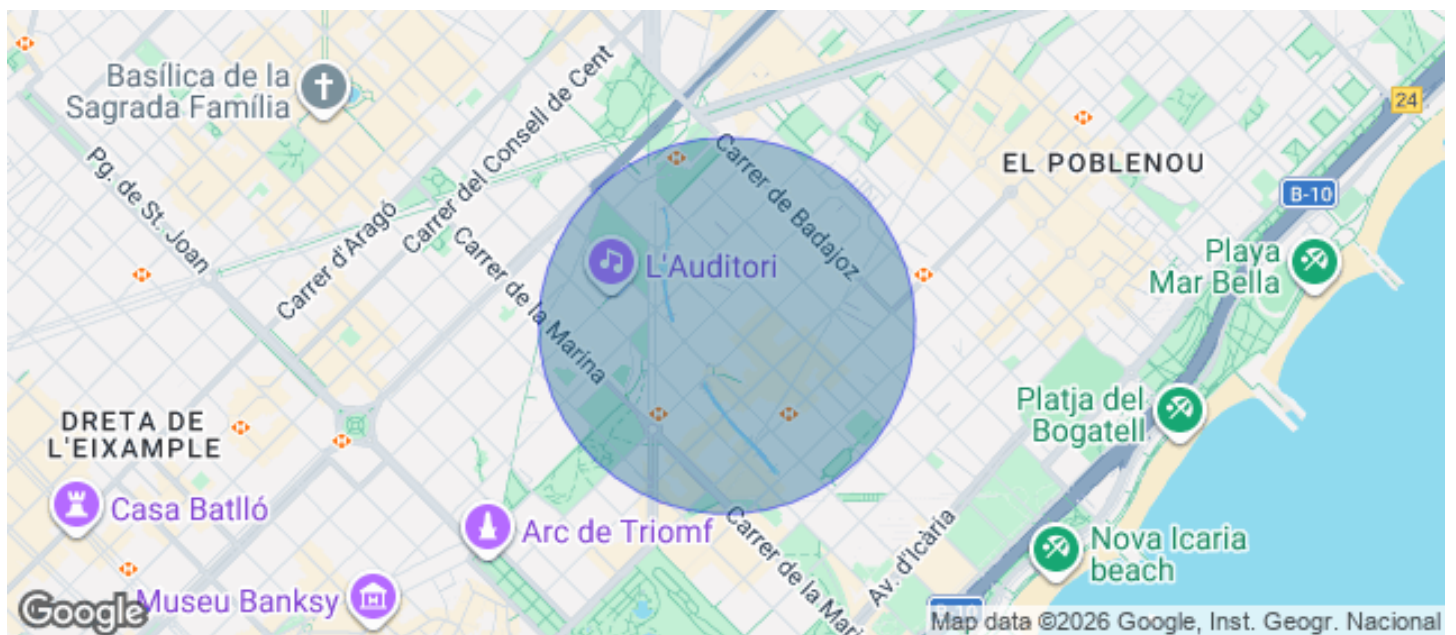 Basílica de la
Sagrada Família
Carrer del Consell de Cent
24
Pg. de St. Joan
Carrer de Badajoz
EL POBLENOU
B-10
Carrer d'Aragó
Carrer de la Marina
L'Auditori
Playa
Mar Bella
DRETA DE
L'EIXAMPLE
Platja del
Bogatell
Casa Batlló
Arc de Triomf
Carrer de la Mari
Av. d'Icària
Nova Icaria
beach
Museu Banksy
B-10
Google
Map data ©2026 Google, Inst. Geogr. Nacional